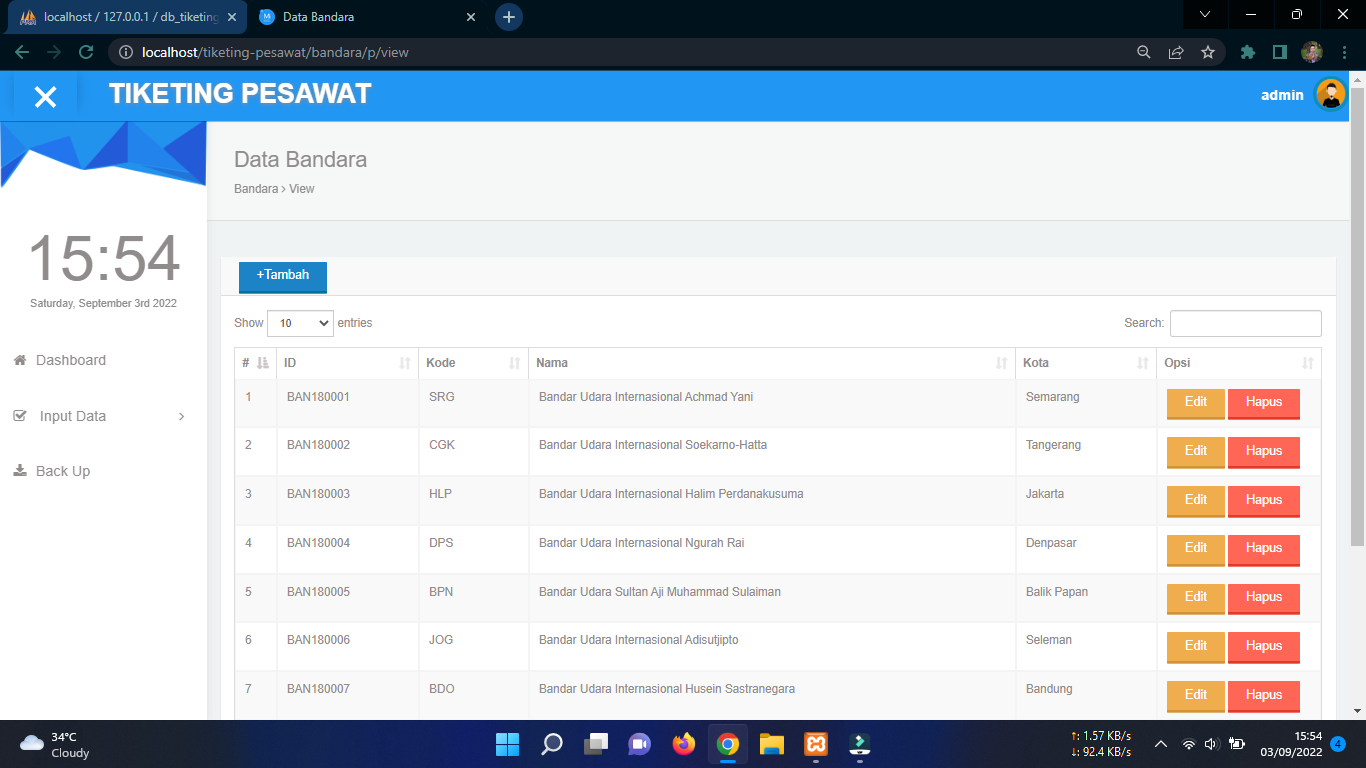 localhost / 127.0.0.1 / db_tiketing
Data Bandara
localhost/tiketing-pesawat/bandara/p/view
TIKETING PESAWAT
admin
15:54
Saturday, September 3rd 2022
Dashboard
Input Data
Back Up
Data Bandara
Bandara > View
+Tambah
Show 10 entries
Search:
# ID Kode Nama Kota Opsi
1 BAN180001 SRG Bandar Udara Internasional Achmad Yani Semarang Edit Hapus
2 BAN180002 CGK Bandar Udara Internasional Soekarno-Hatta Tangerang Edit Hapus
3 BAN180003 HLP Bandar Udara Internasional Halim Perdanakusuma Jakarta Edit Hapus
4 BAN180004 DPS Bandar Udara Internasional Ngurah Rai Denpasar Edit Hapus
5 BAN180005 BPN Bandar Udara Sultan Aji Muhammad Sulaiman Balik Papan Edit Hapus
6 BAN180006 JOG Bandar Udara Internasional Adisutjipto Seleman Edit Hapus
7 BAN180007 BDO Bandar Udara Internasional Husein Sastranegara Bandung Edit Hapus
34°C
Cloudy
↑: 1.57 KB/s
↓: 92.4 KB/s
15:54
03/09/2022
4